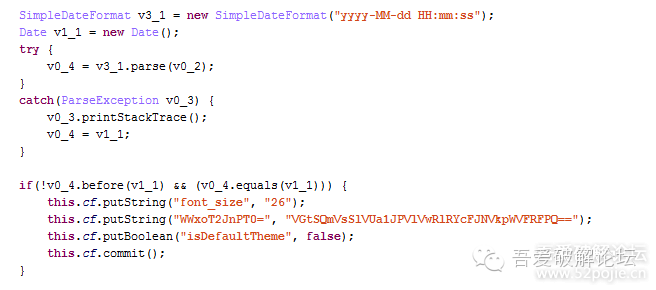 SimpleDateFormat v3_1 = new SimpleDateFormat("yyyy-MM-dd HH:mm:ss");
Date v1_1 = new Date();
try {
    v0_4 = v3_1.parse(v0_2);
}
catch(ParseException v0_3) {
    v0_3.printStackTrace();
    v0_4 = v1_1;
}
if(!v0_4.before(v1_1) && (v0_4.equals(v1_1))) {
    this.cf.putString("font_size", "26");
    this.cf.putString("WWxoT2JnPT0=", "VGtSQmVsSlVUa1JPVlVwRlRYcFJNVkpWVFRFPQ==");
    this.cf.putBoolean("isDefaultTheme", false);
    this.cf.commit();
}
吾爱破解论坛
www.52pojie.cn